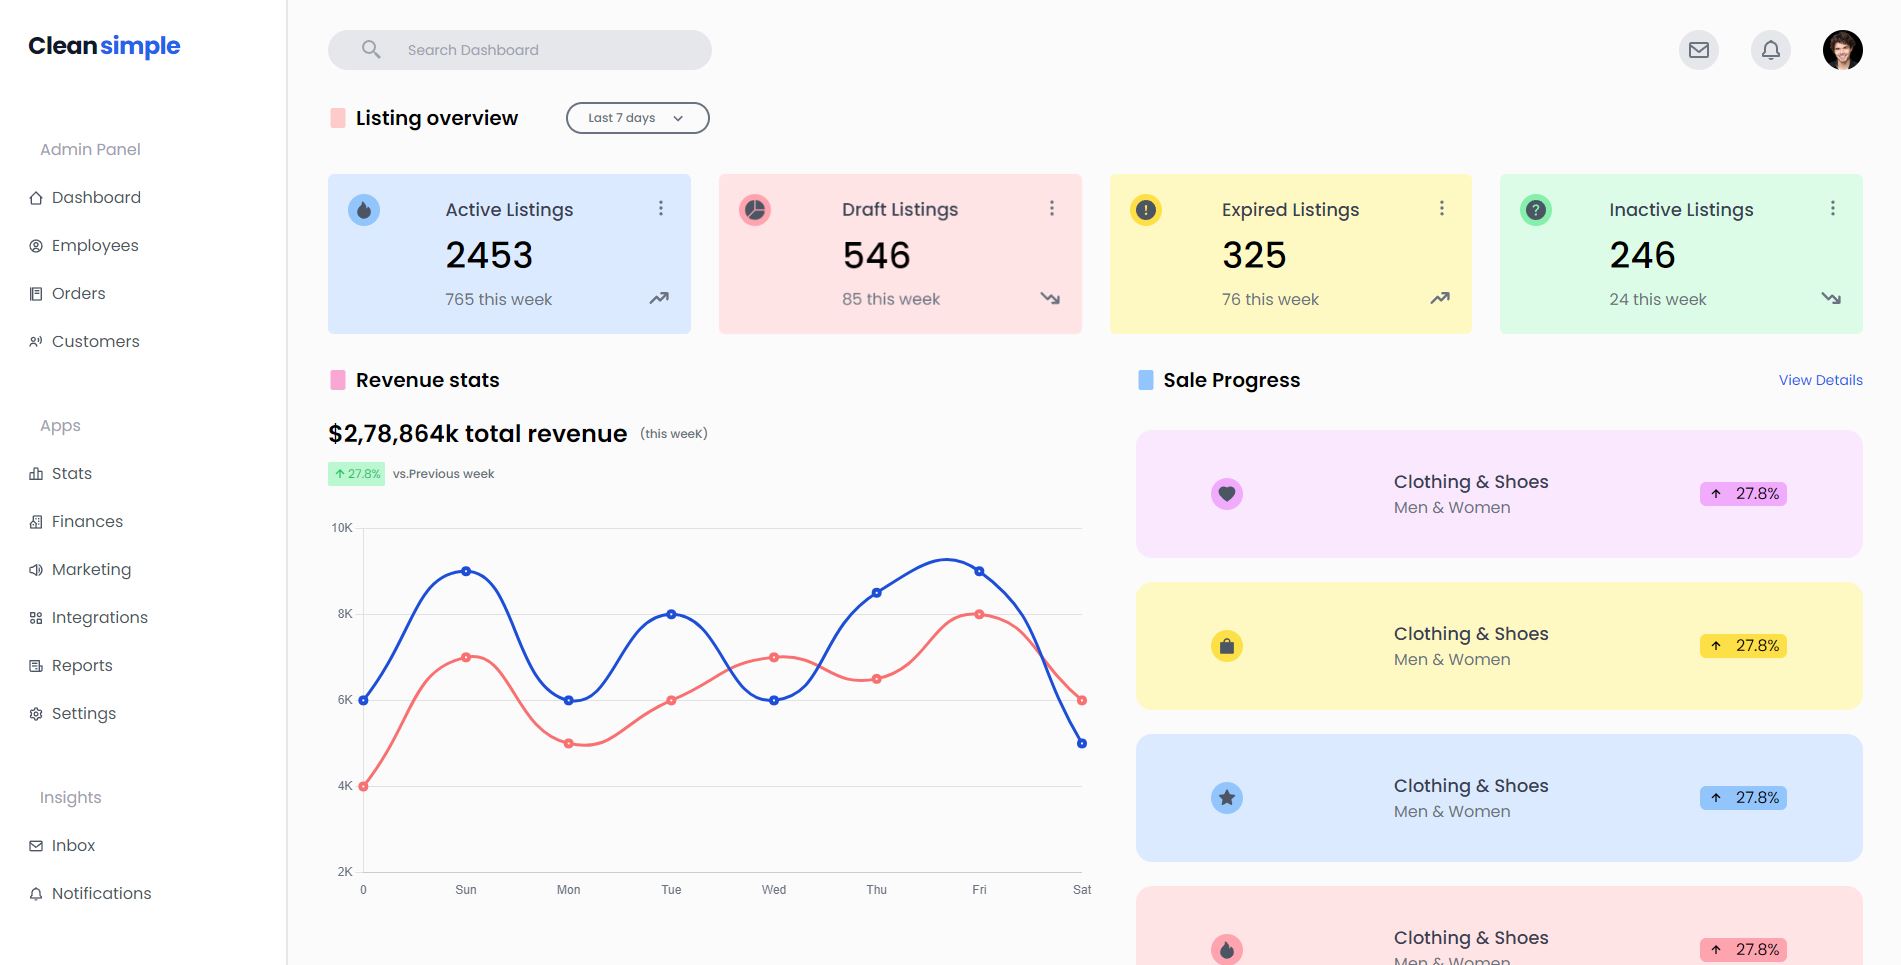 Cleansimple
Search Dashboard
Admin Panel
Dashboard
Employees
Orders
Customers
Apps
Stats
Finances
Marketing
Integrations
Reports
Settings
Insights
Inbox
Notifications
Listing overview
Last 7 days
Active Listings
2453
765 this week
Draft Listings
546
85 this week
Expired Listings
325
76 this week
Inactive Listings
246
24 this week
Revenue stats
$2,78,864k total revenue (this weeK)
27.8% vs.Previous week
10K
8K
6K
4K
2K
0 Sun Mon Tue Wed Thu Fri Sat
Sale Progress
View Details
Clothing & Shoes
Men & Women
27.8%
Clothing & Shoes
Men & Women
27.8%
Clothing & Shoes
Men & Women
27.8%
Clothing & Shoes
Men & Women
27.8%